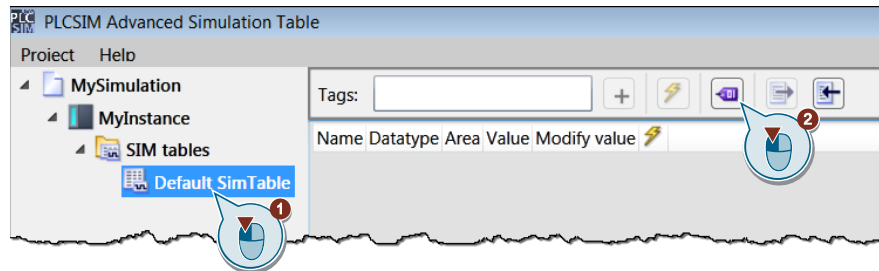 PLC SIM PLCSIM Advanced Simulation Table
Project Help
MySimulation
MyInstance
SIM tables
Default SimTable
Tags:
Name Datatype Area Value Modify value
1
2